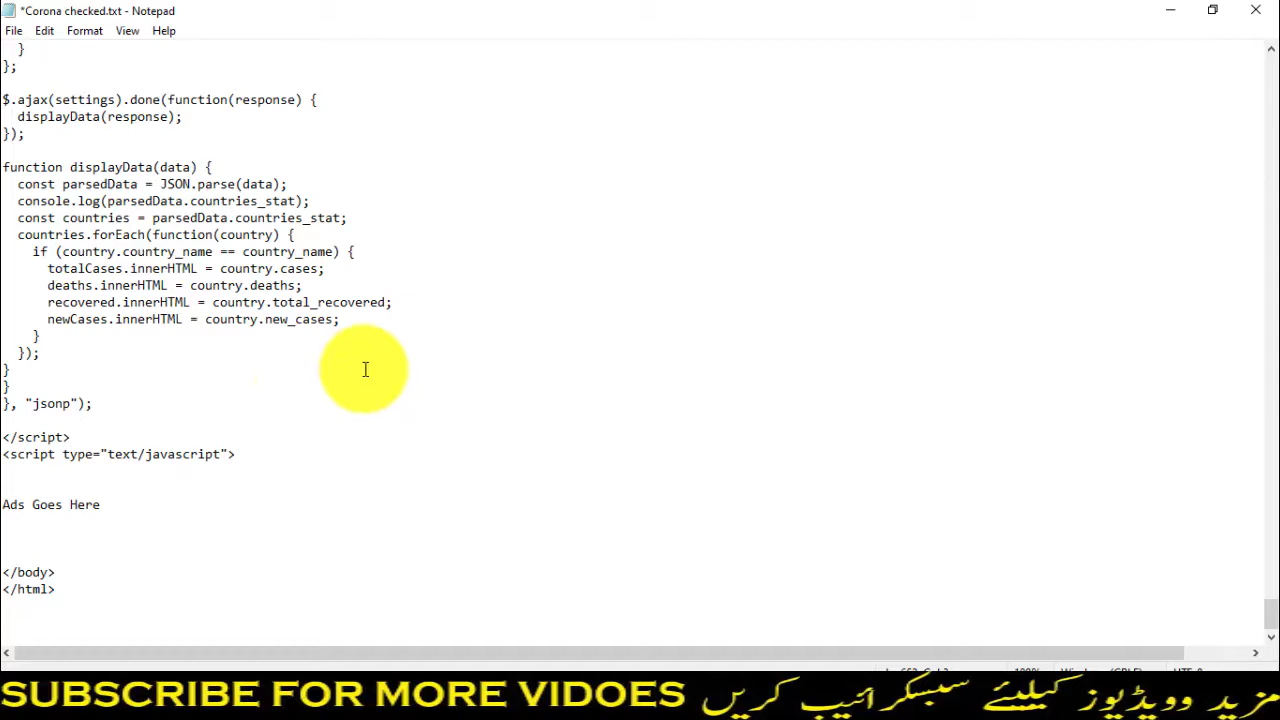 *Corona checked.txt - Notepad
File Edit Format View Help
}
};
$.ajax(settings).done(function(response) {
displayData(response);
});
function displayData(data) {
const parsedData = JSON.parse(data);
console.log(parsedData.countries_stat);
const countries = parsedData.countries_stat;
countries.forEach(function(country) {
if (country.country_name == country_name) {
totalCases.innerHTML = country.cases;
deaths.innerHTML = country.deaths;
recovered.innerHTML = country.total_recovered;
newCases.innerHTML = country.new_cases;
}
});
}
}
}, "jsonp");
</script>
<script type="text/javascript">
Ads Goes Here
</body>
</html>
SUBSCRIBE FOR MORE VIDOES مزید وویڈیوز کیلیئے سبسکرائیب کریں